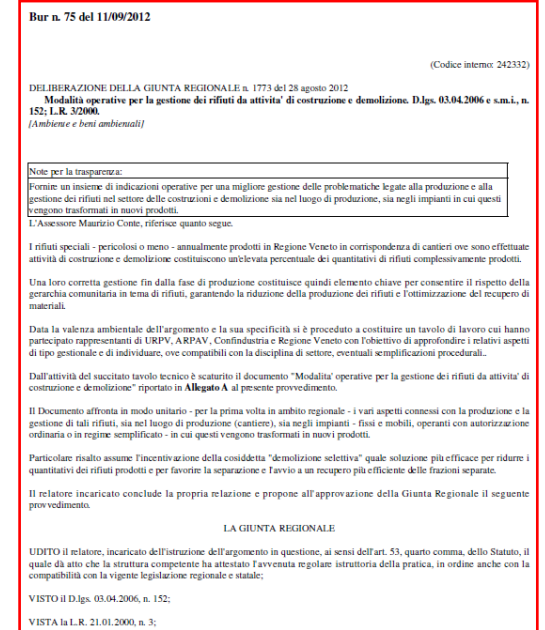 Bur n. 75 del 11/09/2012
(Codice interno: 242332)
DELIBERAZIONE DELLA GIUNTA REGIONALE n. 1773 del 28 agosto 2012
Modalità operative per la gestione dei rifiuti da attivita' di costruzione e demolizione. D.lgs. 03.04.2006 e s.m.i., n.
152; L.R. 3/2000.
[Ambiente e beni ambientali]
Note per la trasparenza:
Fornire un insieme di indicazioni operative per una migliore gestione delle problematiche legate alla produzione e alla
gestione dei rifiuti nel settore delle costruzioni e demolizione sia nel luogo di produzione, sia negli impianti in cui questi
vengono trasformati in nuovi prodotti.
L'Assessore Maurizio Conte, riferisce quanto segue.
I rifiuti speciali - pericolosi o meno - annualmente prodotti in Regione Veneto in corrispondenza di cantieri ove sono effettuate
attività di costruzione e demolizione costituiscono un'elevata percentuale dei quantitativi di rifiuti complessivamente prodotti.
Una loro corretta gestione fin dalla fase di produzione costituisce quindi elemento chiave per consentire il rispetto della
gerarchia comunitaria in tema di rifiuti, garantendo la riduzione della produzione dei rifiuti e l'ottimizzazione del recupero di
materiali.
Data la valenza ambientale dell'argomento e la sua specificità si è proceduto a costituire un tavolo di lavoro cui hanno
partecipato rappresentanti di URPV, ARPAV, Confindustria e Regione Veneto con l'obiettivo di approfondire i relativi aspetti
di tipo gestionale e di individuare, ove compatibili con la disciplina di settore, eventuali semplificazioni procedurali..
Dall'attività del succitato tavolo tecnico è scaturito il documento "Modalita' operative per la gestione dei rifiuti da attivita' di
costruzione e demolizione" riportato in Allegato A al presente provvedimento.
Il Documento affronta in modo unitario - per la prima volta in ambito regionale - i vari aspetti connessi con la produzione e la
gestione di tali rifiuti, sia nel luogo di produzione (cantiere), sia negli impianti - fissi e mobili, operanti con autorizzazione
ordinaria o in regime semplificato - in cui questi vengono trasformati in nuovi prodotti.
Particolare risalto assume l'incentivazione della cosiddetta "demolizione selettiva" quale soluzione più efficace per ridurre i
quantitativi dei rifiuti prodotti e per favorire la separazione e l'avvio a un recupero più efficiente delle frazioni separate.
Il relatore incaricato conclude la propria relazione e propone all'approvazione della Giunta Regionale il seguente
provvedimento.
LA GIUNTA REGIONALE
UDITO il relatore, incaricato dell'istruzione dell'argomento in questione, ai sensi dell'art. 53, quarto comma, dello Statuto, il
quale dà atto che la struttura competente ha attestato l'avvenuta regolare istruttoria della pratica, in ordine anche con la
compatibilità con la vigente legislazione regionale e statale;
VISTO il D.lgs. 03.04.2006, n. 152;
VISTA la L.R. 21.01.2000, n. 3;